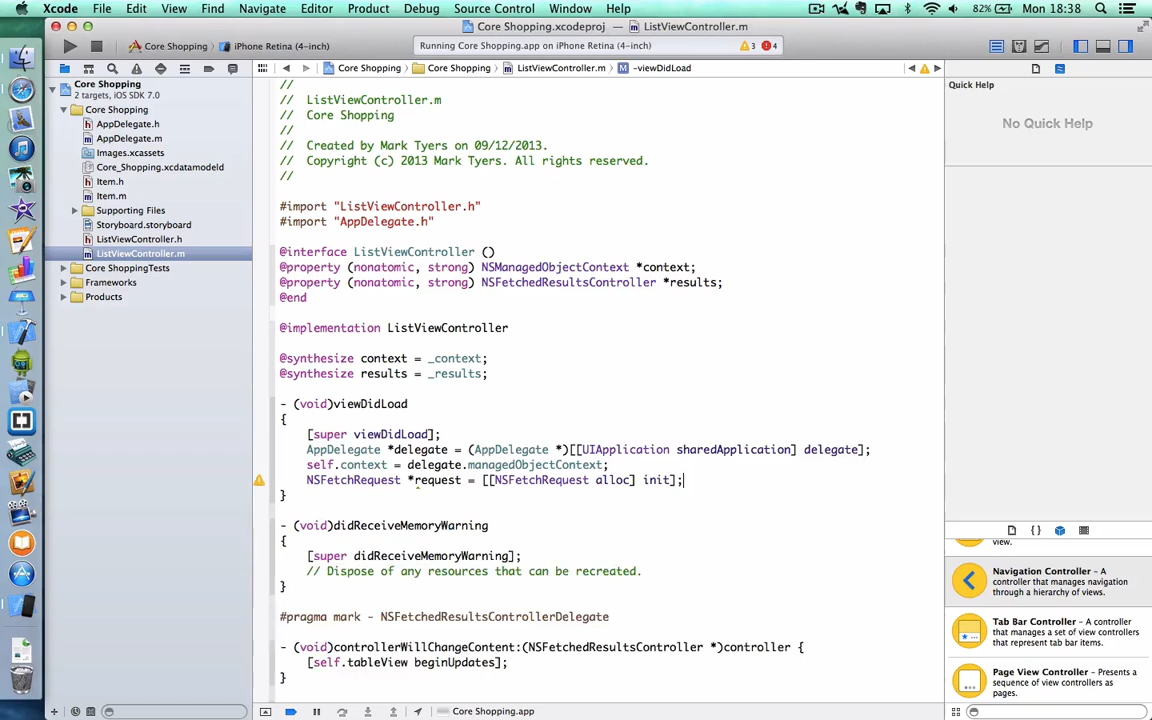 Xcode File Edit View Find Navigate Editor Product Debug Source Control Window Help 82% Mon 18:38
Core Shopping.xcodeproj — ListViewController.m
Core Shopping iPhone Retina (4-inch) Running Core Shopping.app on iPhone Retina (4-inch) 3 4
Core Shopping Core Shopping ListViewController.m -viewDidLoad
Core Shopping
2 targets, iOS SDK 7.0
Core Shopping
AppDelegate.h
AppDelegate.m
Images.xcassets
Core_Shopping.xcdatamodeld
Item.h
Item.m
Supporting Files
Storyboard.storyboard
ListViewController.h
ListViewController.m
Core ShoppingTests
Frameworks
Products
//
// ListViewController.m
// Core Shopping
//
// Created by Mark Tyers on 09/12/2013.
// Copyright (c) 2013 Mark Tyers. All rights reserved.
//
#import "ListViewController.h"
#import "AppDelegate.h"
@interface ListViewController ()
@property (nonatomic, strong) NSManagedObjectContext *context;
@property (nonatomic, strong) NSFetchedResultsController *results;
@end
@implementation ListViewController
@synthesize context = _context;
@synthesize results = _results;
- (void)viewDidLoad
{
[super viewDidLoad];
AppDelegate *delegate = (AppDelegate *)[[UIApplication sharedApplication] delegate];
self.context = delegate.managedObjectContext;
NSFetchRequest *request = [[NSFetchRequest alloc] init];
}
- (void)didReceiveMemoryWarning
{
[super didReceiveMemoryWarning];
// Dispose of any resources that can be recreated.
}
#pragma mark - NSFetchedResultsControllerDelegate
- (void)controllerWillChangeContent:(NSFetchedResultsController *)controller {
[self.tableView beginUpdates];
}
Core Shopping.app
Quick Help
No Quick Help
view.
Navigation Controller - A
controller that manages navigation
through a hierarchy of views.
Tab Bar Controller - A controller
that manages a set of view controllers
that represent tab bar items.
Page View Controller - Presents a
sequence of view controllers as
pages.